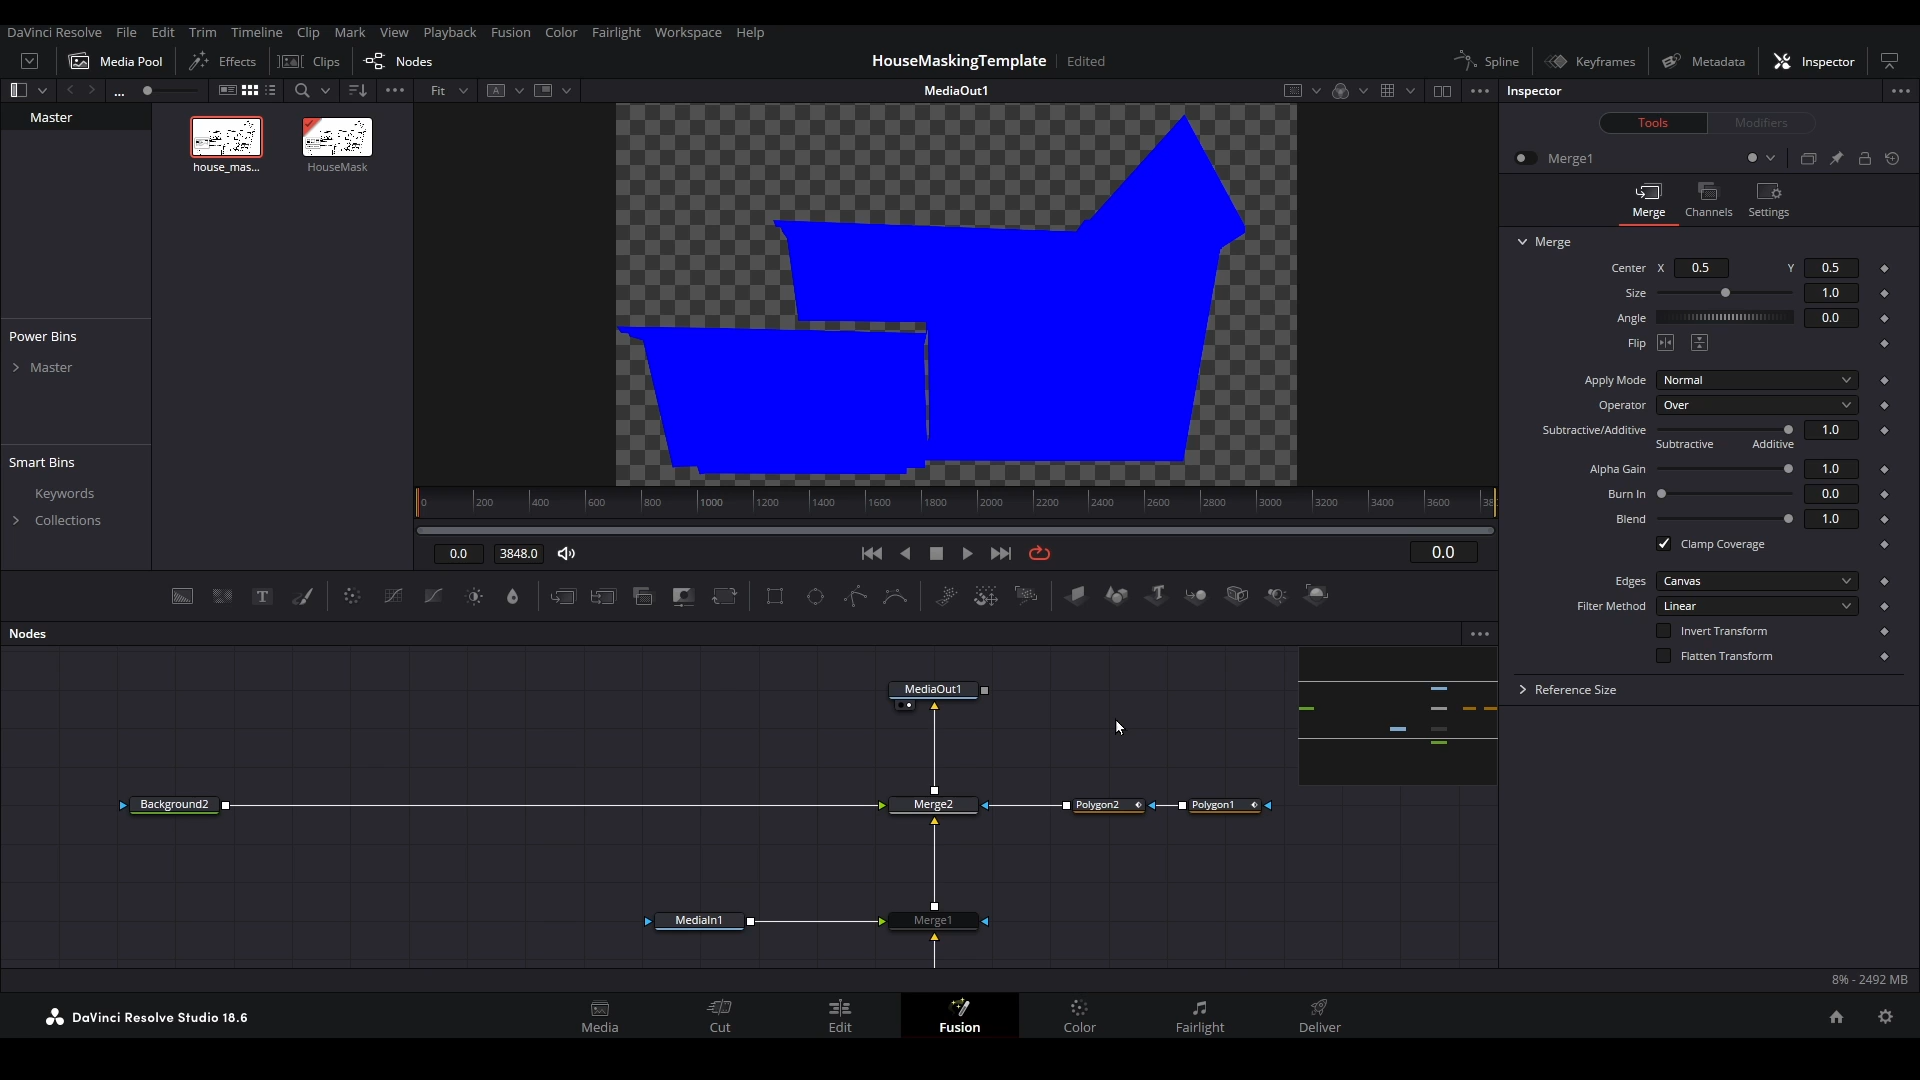 DaVinci Resolve File Edit Trim Timeline Clip Mark View Playback Fusion Color Fairlight Workspace Help
Media Pool Effects Clips Nodes HouseMaskingTemplate Edited Spline Keyframes Metadata Inspector
... Fit A MediaOut1 Inspector
Master
house_mas...
HouseMask
Tools Modifiers
Merge1
Merge Channels Settings
Merge
Center X 0.5 Y 0.5
Size 1.0
Angle 0.0
Flip
Apply Mode Normal
Operator Over
Subtractive/Additive 1.0
Subtractive Additive
Alpha Gain 1.0
Burn In 0.0
Blend 1.0
Clamp Coverage
Edges Canvas
Filter Method Linear
Invert Transform
Flatten Transform
Reference Size
Power Bins
Master
Smart Bins
Keywords
Collections
0 200 400 600 800 1000 1200 1400 1600 1800 2000 2200 2400 2600 2800 3000 3200 3400 3600 38
0.0 3848.0 0.0
T T
Nodes
MediaOut1
Background2 Merge2 Polygon2 Polygon1
MediaIn1 Merge1
8% - 2492 MB
DaVinci Resolve Studio 18.6
Media Cut Edit Fusion Color Fairlight Deliver